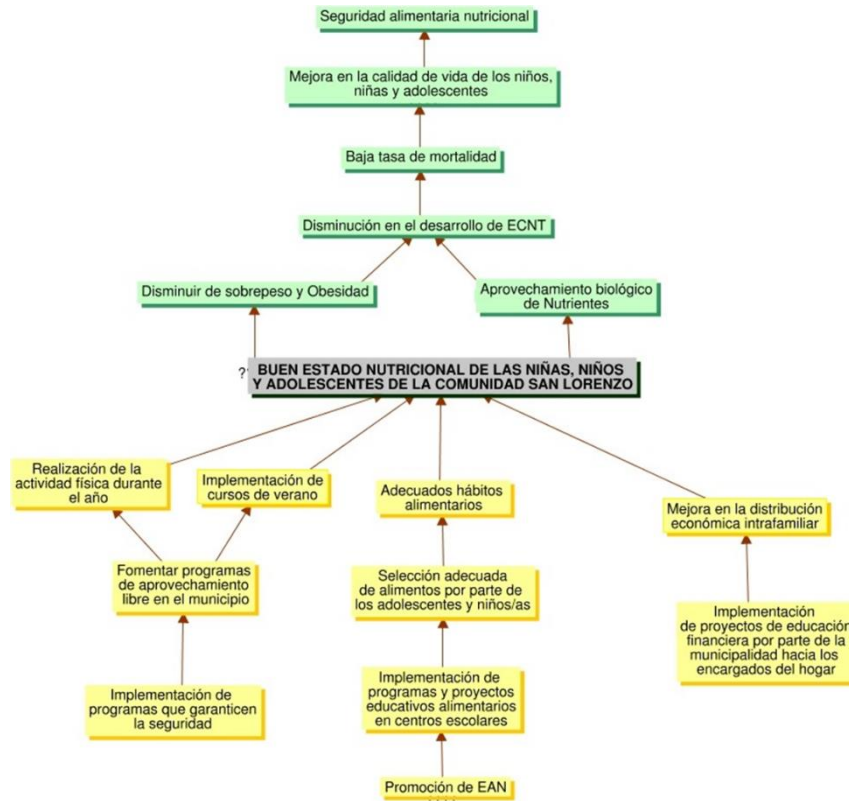 Seguridad alimentaria nutricional
Mejora en la calidad de vida de los niños,
niñas y adolescentes
Baja tasa de mortalidad
Disminución en el desarrollo de ECNT
Disminuir de sobrepeso y Obesidad
Aprovechamiento biológico
de Nutrientes
BUEN ESTADO NUTRICIONAL DE LAS NIÑAS, NIÑOS
Y ADOLESCENTES DE LA COMUNIDAD SAN LORENZO
Realización de la
actividad física durante
el año
Implementación de
cursos de verano
Adecuados hábitos
alimentarios
Mejora en la distribución
económica intrafamiliar
Fomentar programas
de aprovechamiento
libre en el municipio
Selección adecuada
de alimentos por parte
de los adolescentes y niños/as
Implementación
de proyectos de educación
financiera por parte de la
municipalidad hacia los
encargados del hogar
Implementación de
programas que garanticen
la seguridad
Implementación de
programas y proyectos
educativos alimentarios
en centros escolares
Promoción de EAN